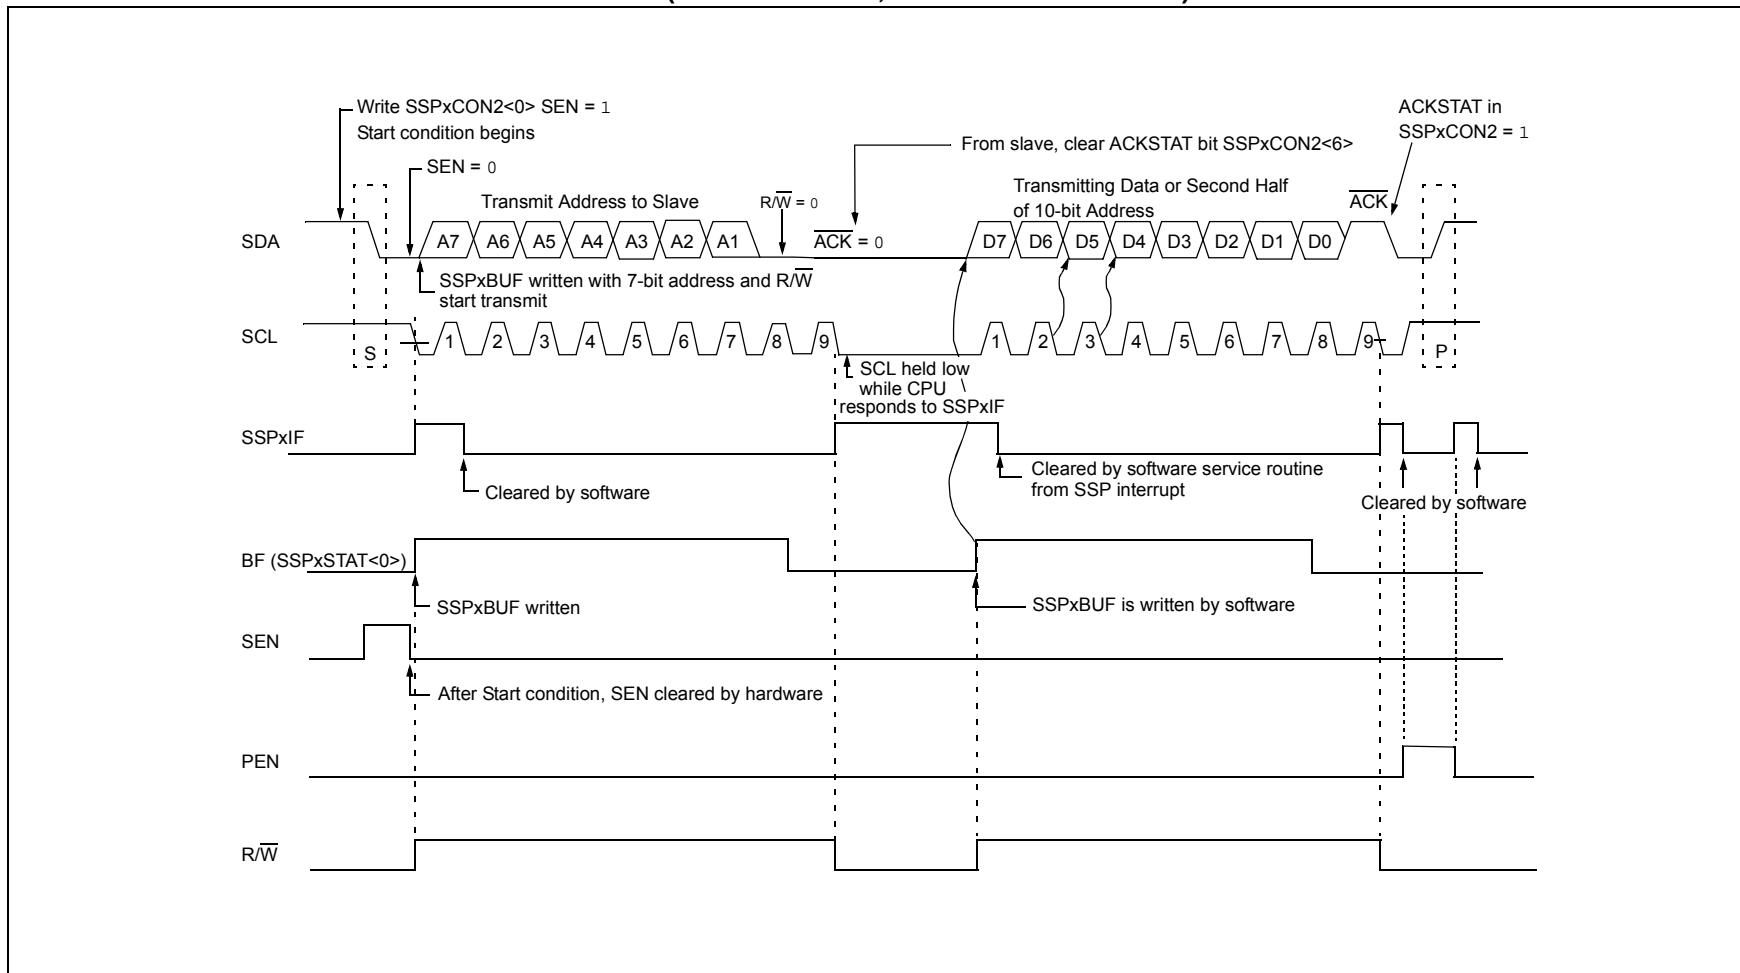 Write SSPxCON2<0> SEN = 1
Start condition begins
ACKSTAT in
SSPxCON2 = 1
From slave, clear ACKSTAT bit SSPxCON2<6>
SEN = 0
Transmit Address to Slave
R/W = 0
Transmitting Data or Second Half
of 10-bit Address
ACK
SDA
A7 A6 A5 A4 A3 A2 A1
ACK = 0
D7 D6 D5 D4 D3 D2 D1 D0
SSPxBUF written with 7-bit address and R/W
start transmit
SCL
S
1 2 3 4 5 6 7 8 9
1 2 3 4 5 6 7 8 9
P
SCL held low
while CPU
responds to SSPxIF
SSPxIF
Cleared by software
Cleared by software service routine
from SSP interrupt
Cleared by software
BF (SSPxSTAT<0>)
SSPxBUF written
SSPxBUF is written by software
SEN
After Start condition, SEN cleared by hardware
PEN
R/W